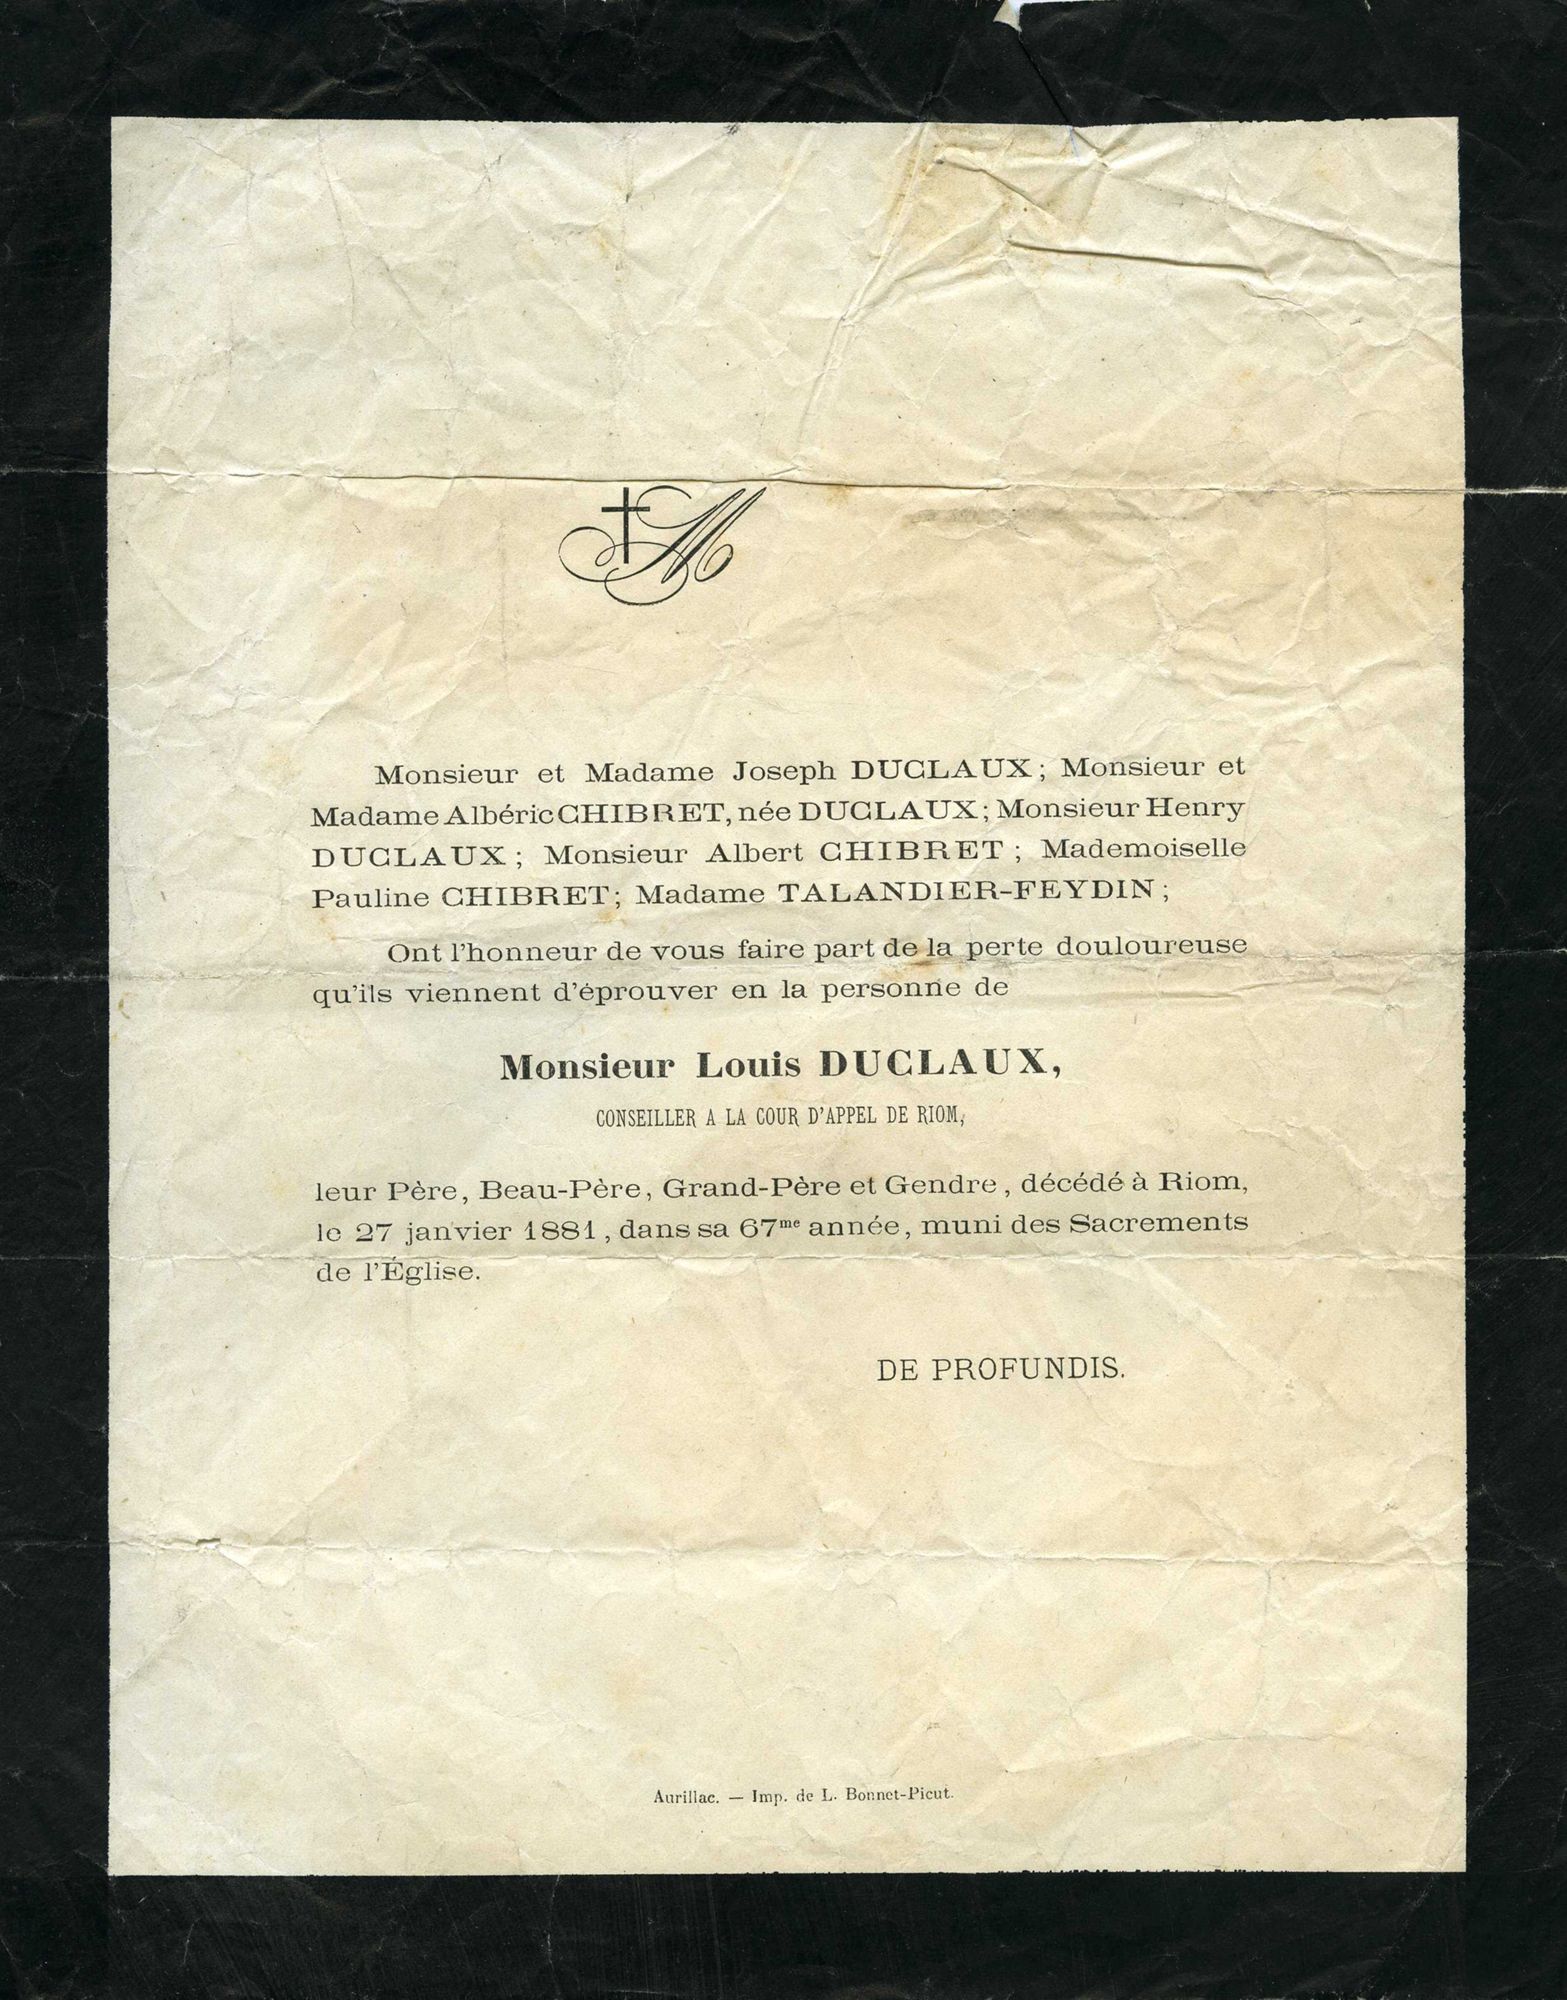 M
Monsieur et Madame Joseph DUCLAUX; Monsieur et
Madame Albéric CHIBRET, née DUCLAUX; Monsieur Henry
DUCLAUX; Monsieur Albert CHIBRET; Mademoiselle
Pauline CHIBRET; Madame TALANDIER-FEYDIN;
Ont l'honneur de vous faire part de la perte douloureuse
qu'ils viennent d'éprouver en la personne de
Monsieur Louis DUCLAUX,
CONSEILLER A LA COUR D'APPEL DE RIOM,
leur Père, Beau-Père, Grand-Père et Gendre, décédé à Riom,
le 27 janvier 1881, dans sa 67me année, muni des Sacrements
de l'Église.
DE PROFUNDIS.
Aurillac. — Imp. de L. Bonnet-Picut.